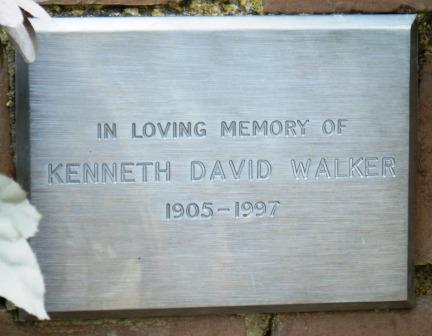 IN LOVING MEMORY OF
KENNETH DAVID WALKER
1905-1997